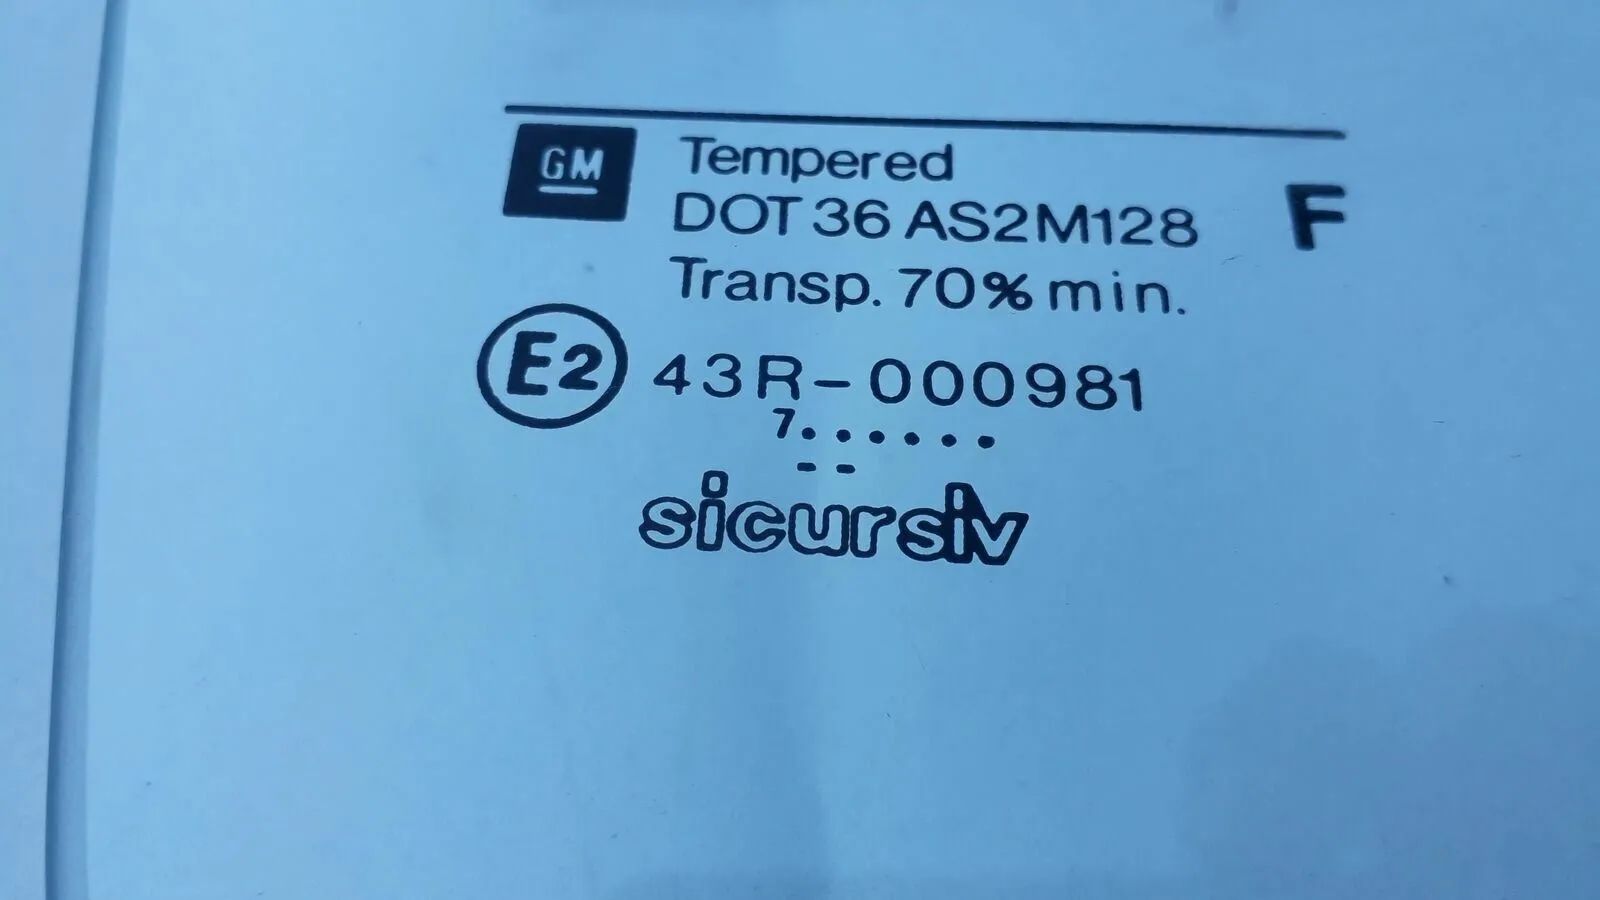 GM
Tempered
DOT 36 AS2M128 F
Transp. 70% min.
E2 43R-000981
7......
--
sicursiv